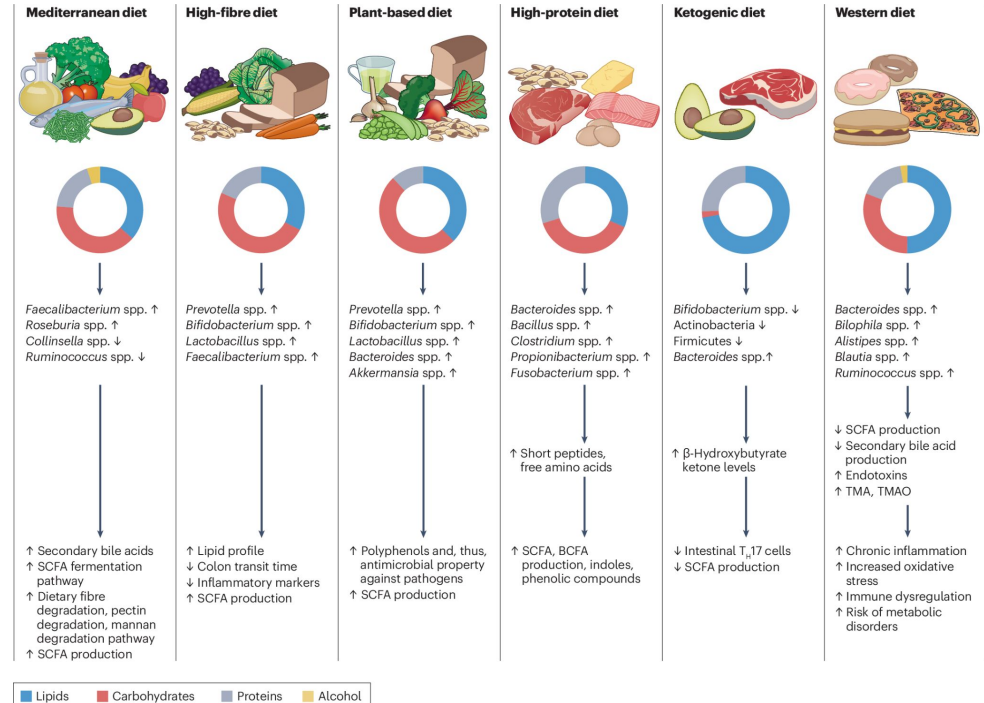 Mediterranean diet
Faecalibacterium spp. ↑
Roseburia spp. ↑
Collinsella spp. ↓
Ruminococcus spp. ↓
↑ Secondary bile acids
↑ SCFA fermentation
pathway
↑ Dietary fibre
degradation, pectin
degradation, mannan
degradation pathway
↑ SCFA production
High-fibre diet
Prevotella spp. ↑
Bifidobacterium spp. ↑
Lactobacillus spp. ↑
Faecalibacterium spp. ↑
↑ Lipid profile
↓ Colon transit time
↓ Inflammatory markers
↑ SCFA production
Plant-based diet
Prevotella spp. ↑
Bifidobacterium spp. ↑
Lactobacillus spp. ↑
Bacteroides spp. ↑
Akkermansia spp. ↑
↑ Polyphenols and, thus,
antimicrobial property
against pathogens
↑ SCFA production
High-protein diet
Bacteroides spp. ↑
Bacillus spp. ↑
Clostridium spp. ↑
Propionibacterium spp. ↑
Fusobacterium spp. ↑
↑ Short peptides,
free amino acids
↑ SCFA, BCFA
production, indoles,
phenolic compounds
Ketogenic diet
Bifidobacterium spp. ↓
Actinobacteria ↓
Firmicutes ↓
Bacteroides spp.↑
↑ β-Hydroxybutyrate
ketone levels
↓ Intestinal TH17 cells
↓ SCFA production
Western diet
Bacteroides spp. ↑
Bilophila spp. ↑
Alistipes spp. ↑
Blautia spp. ↑
Ruminococcus spp. ↑
↓ SCFA production
↓ Secondary bile acid
production
↑ Endotoxins
↑ TMA, TMAO
↑ Chronic inflammation
↑ Increased oxidative
stress
↑ Immune dysregulation
↑ Risk of metabolic
disorders
Lipids Carbohydrates Proteins Alcohol